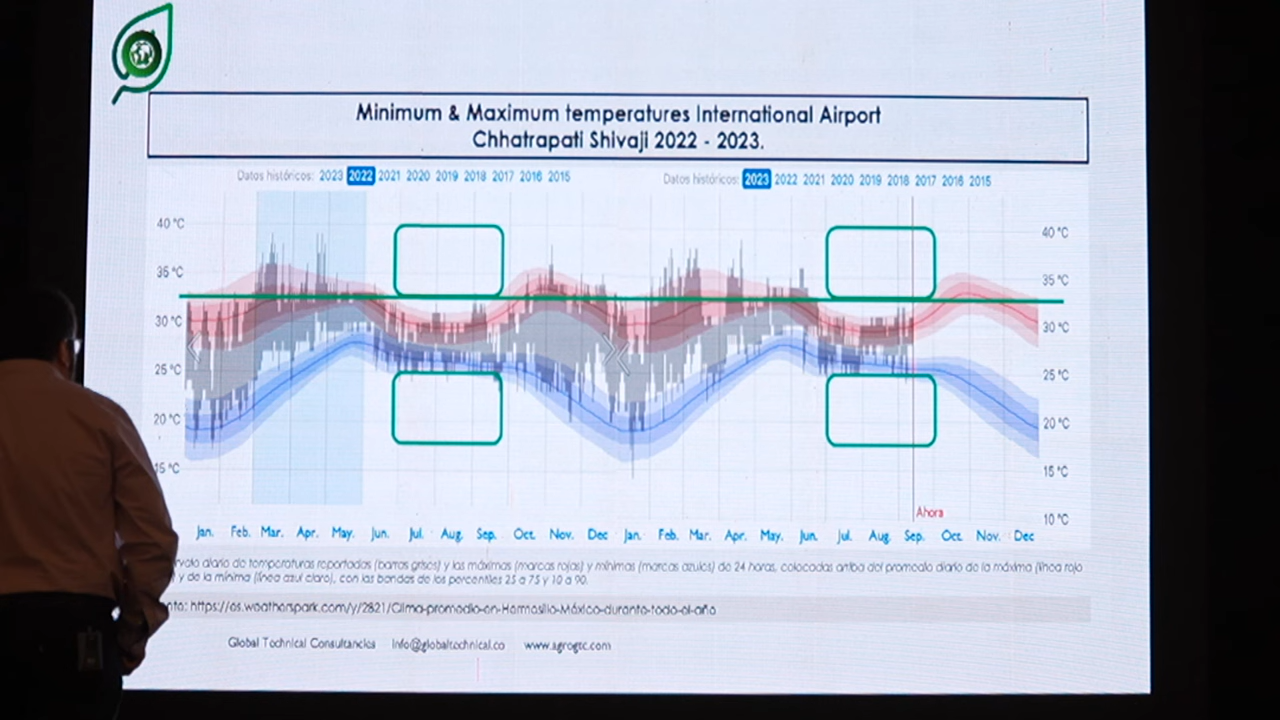 Minimum & Maximum temperatures International Airport
Chhatrapati Shivaji 2022 - 2023.
Datos históricos: 2023 2022 2021 2020 2019 2018 2017 2016 2015
Datos históricos: 2023 2022 2021 2020 2019 2018 2017 2016 2015
40 °C
35 °C
30 °C
25 °C
20 °C
15 °C
40 °C
35 °C
30 °C
25 °C
20 °C
15 °C
10 °C
Ahora
Jan. Feb. Mar. Apr. May. Jun. Jul. Aug. Sep. Oct. Nov. Dec Jan. Feb. Mar. Apr. May. Jun. Jul. Aug. Sep. Oct. Nov. Dec
diario de temperaturas reportadas (barras grises) y las máximas (marcas rojas) y mínimas (marcas azules) de 24 horas, colocadas arriba del promedio diario de la máxima (línea roja
) y de la mínima (línea azul claro), con las bandas de los percentiles 25 a 75 y 10 a 90.
https://es.weatherspark.com/y/2821/Clima-promedio-en-Hermosillo-México-durante-todo-el-año
Global Technical Consultancies info@globaltechnical.co www.agrogtc.com